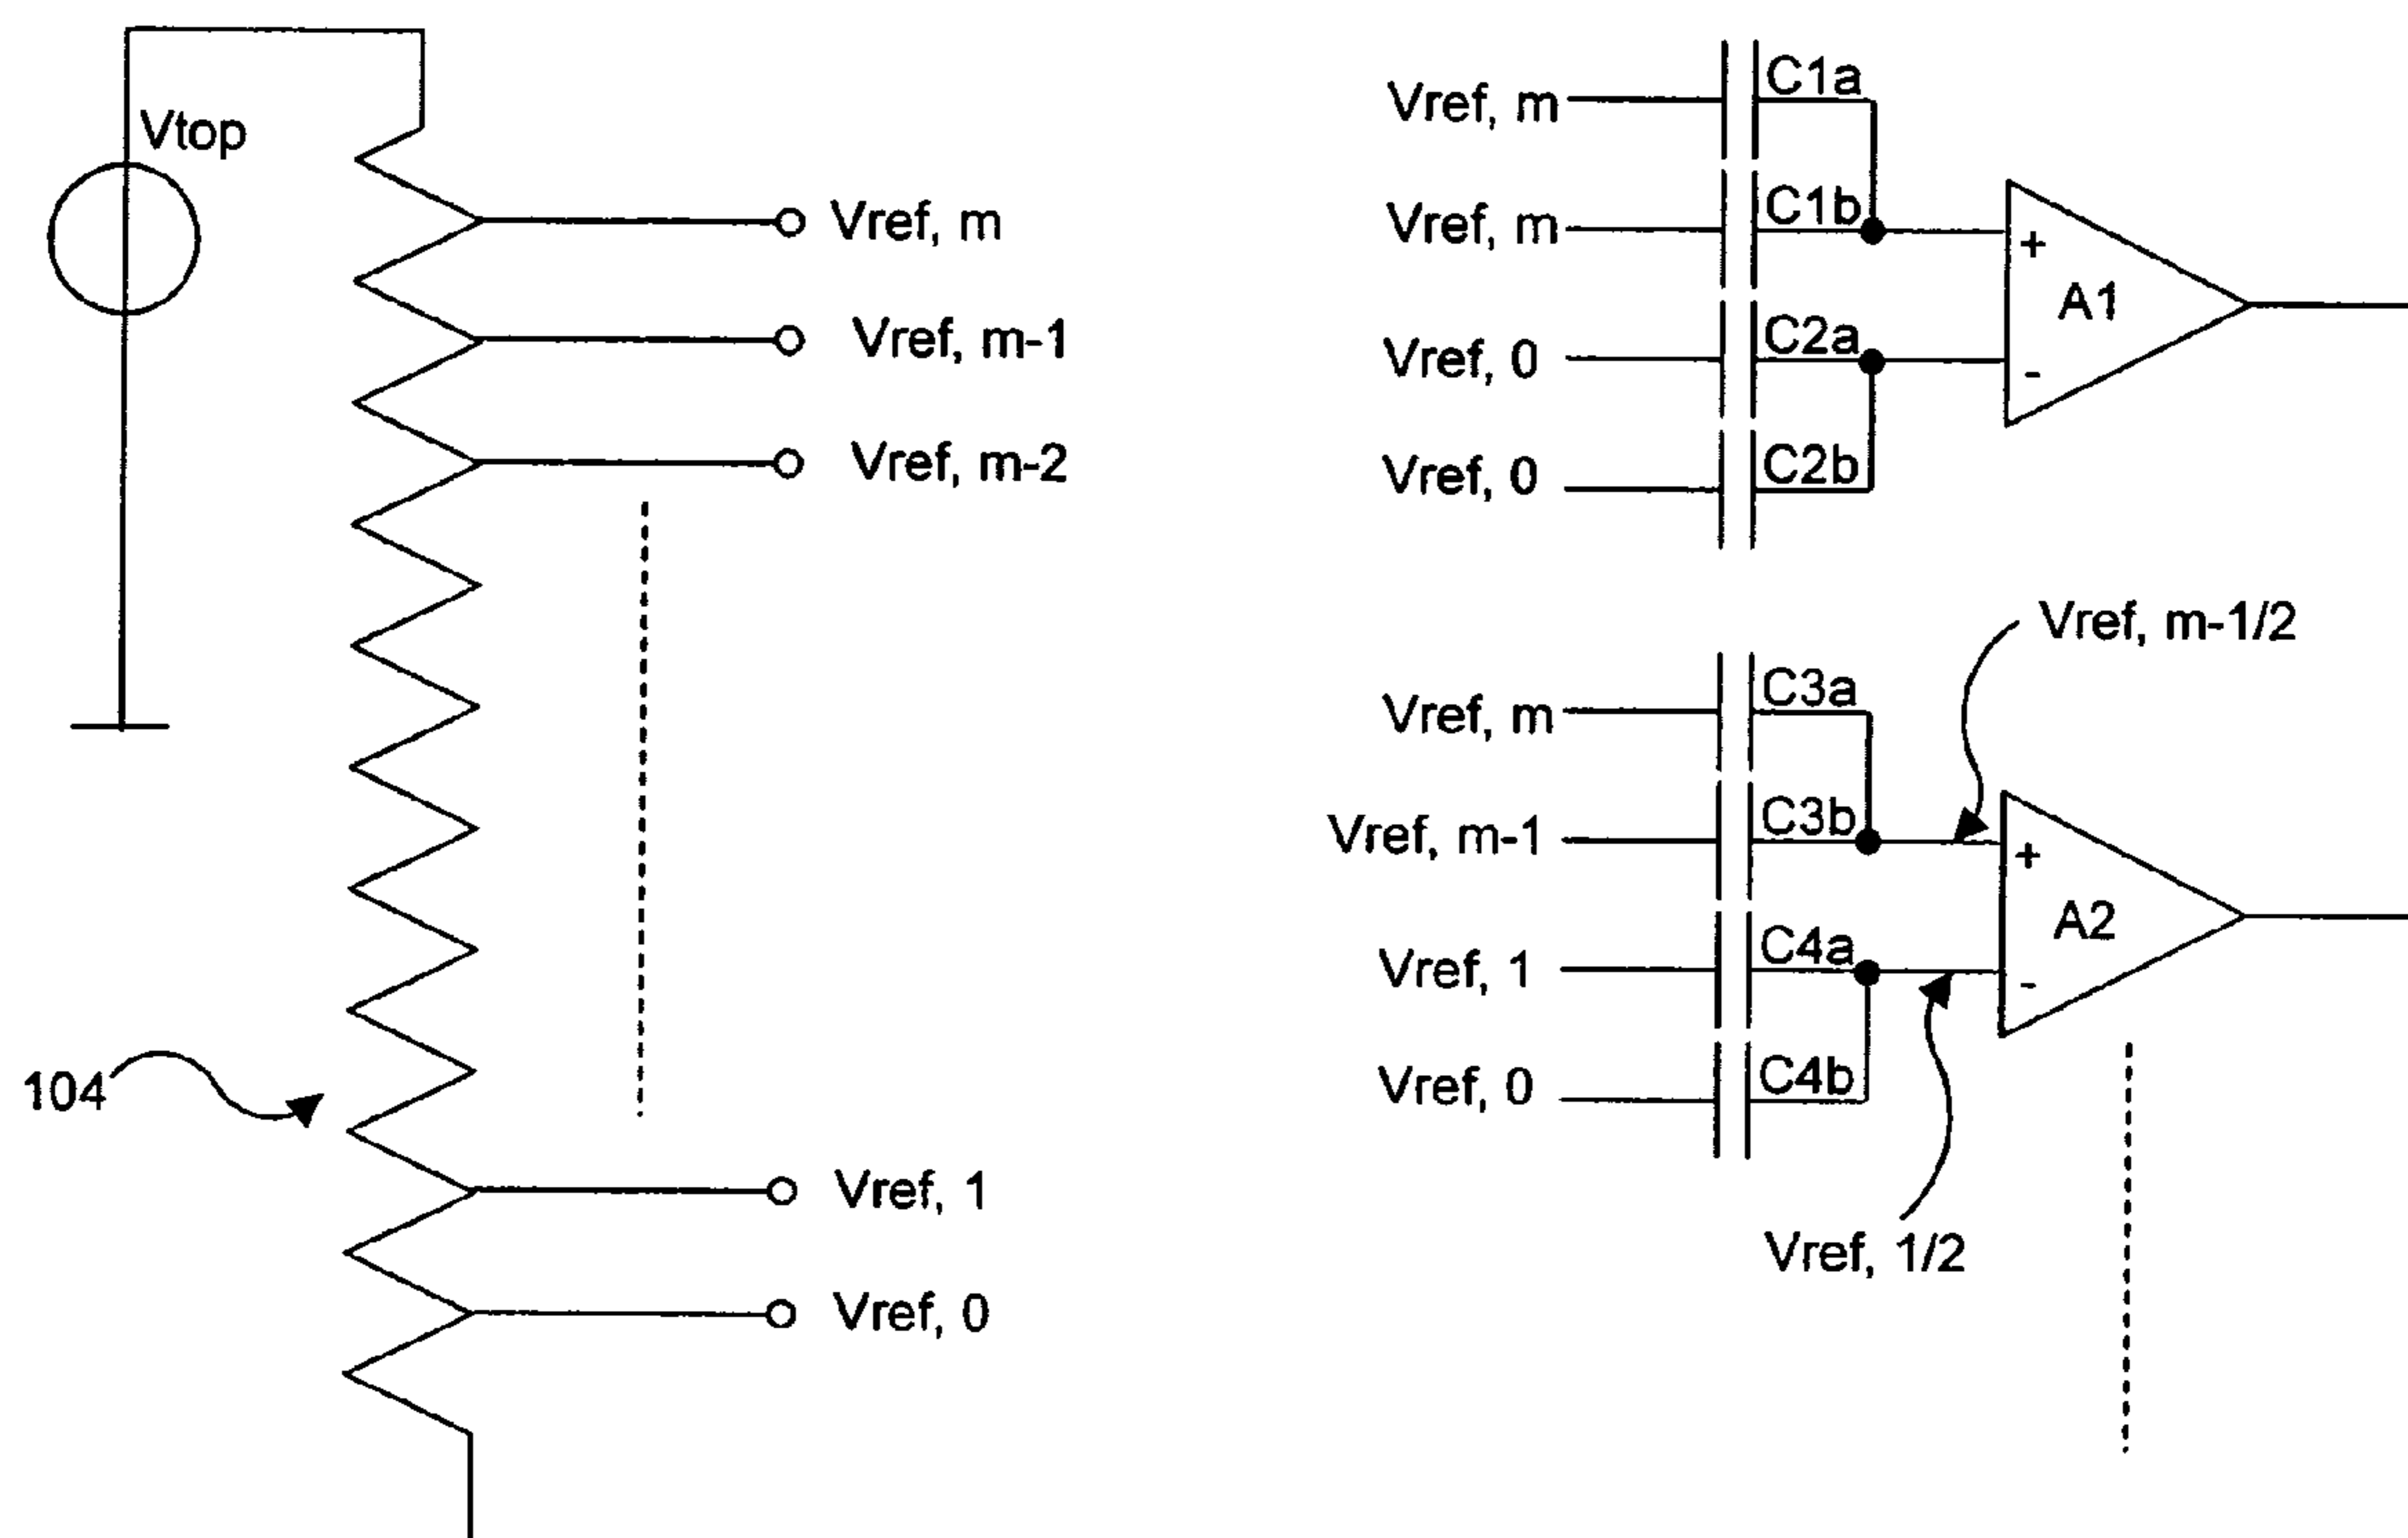 Vtop
Vref, m
Vref, m-1
Vref, m-2
104
Vref, 1
Vref, 0
Vref, m
C1a
Vref, m
C1b
+
A1
Vref, 0
C2a
-
Vref, 0
C2b
Vref, m-1/2
Vref, m
C3a
Vref, m-1
C3b
+
A2
Vref, 1
C4a
-
Vref, 0
C4b
Vref, 1/2